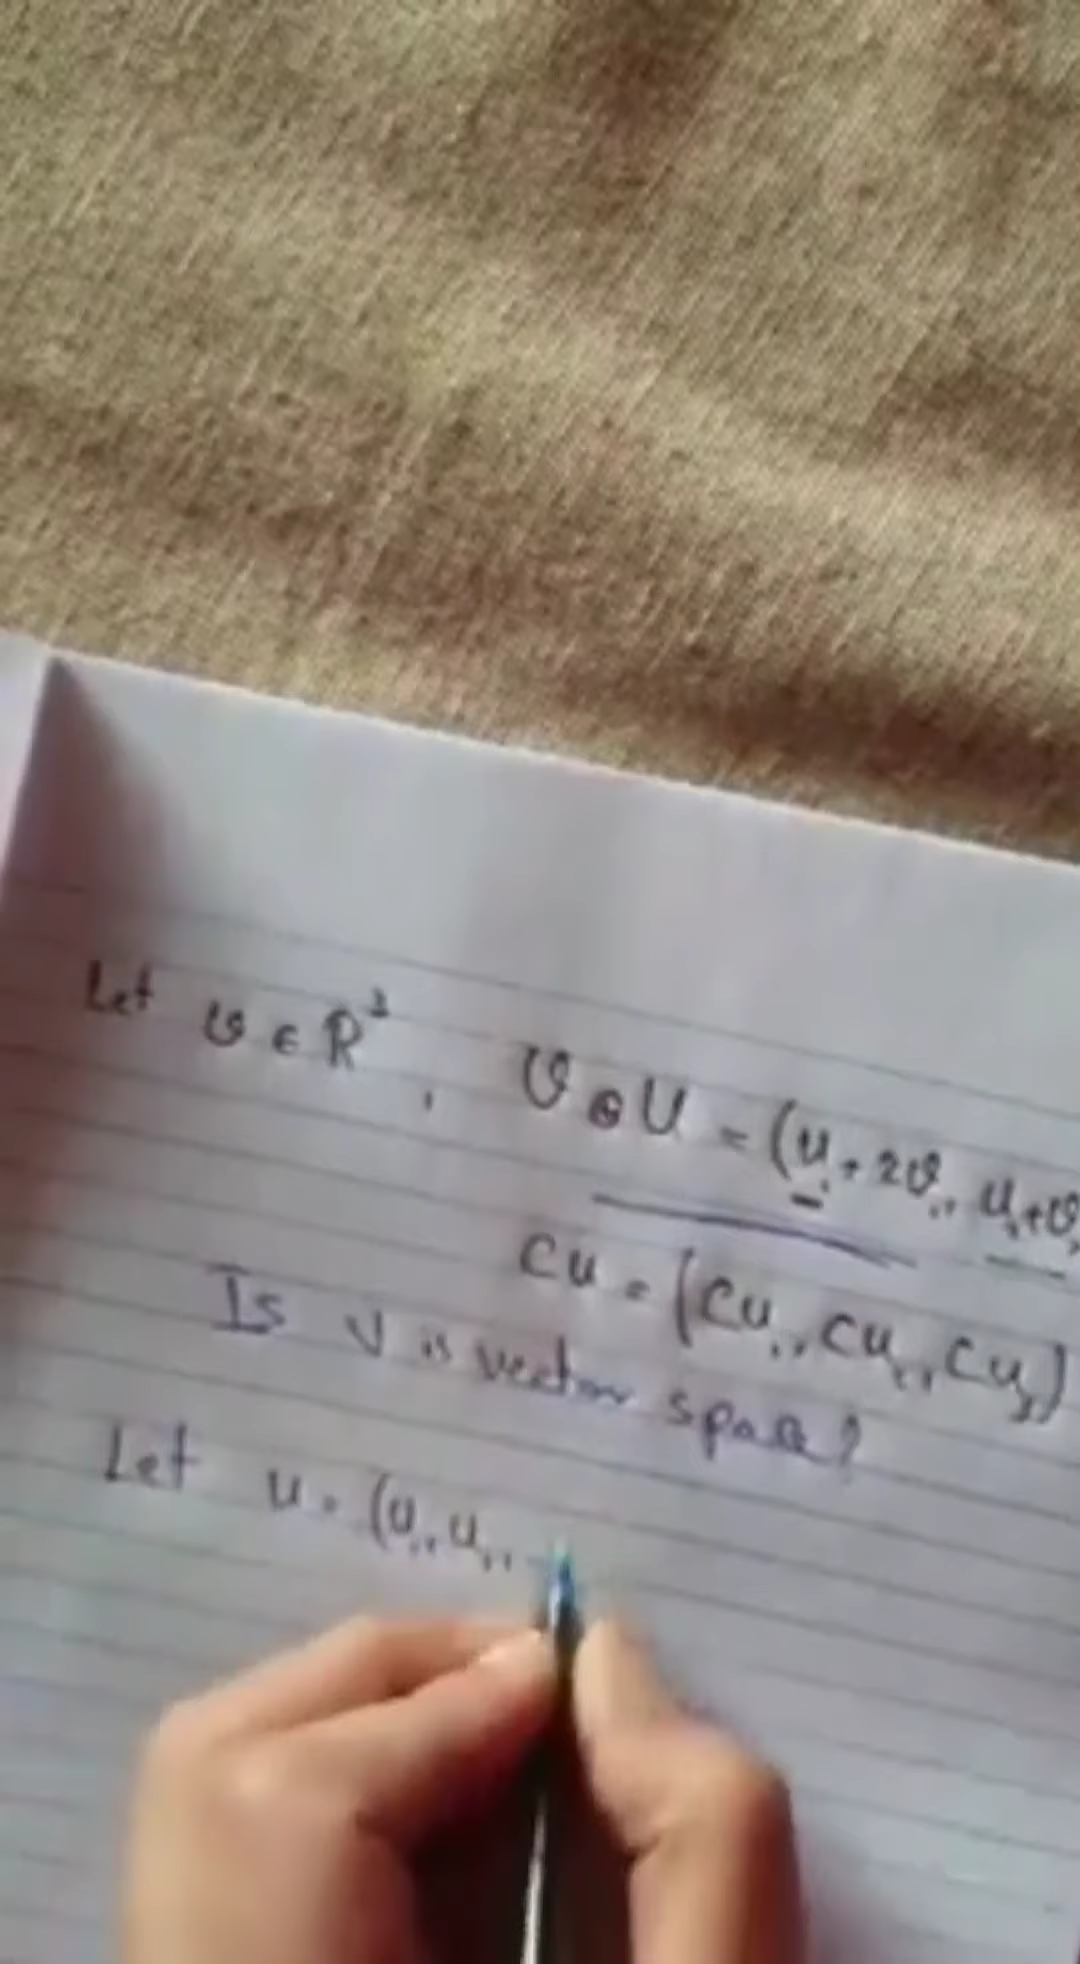 Let v ∈ R³, V ⊕ U = (u₁ + 2v₁, u₂+v₂
Cu = (Cu₁, Cu₂, Cu₃)
Is V is vector space?
Let u = (u₁, u₂,